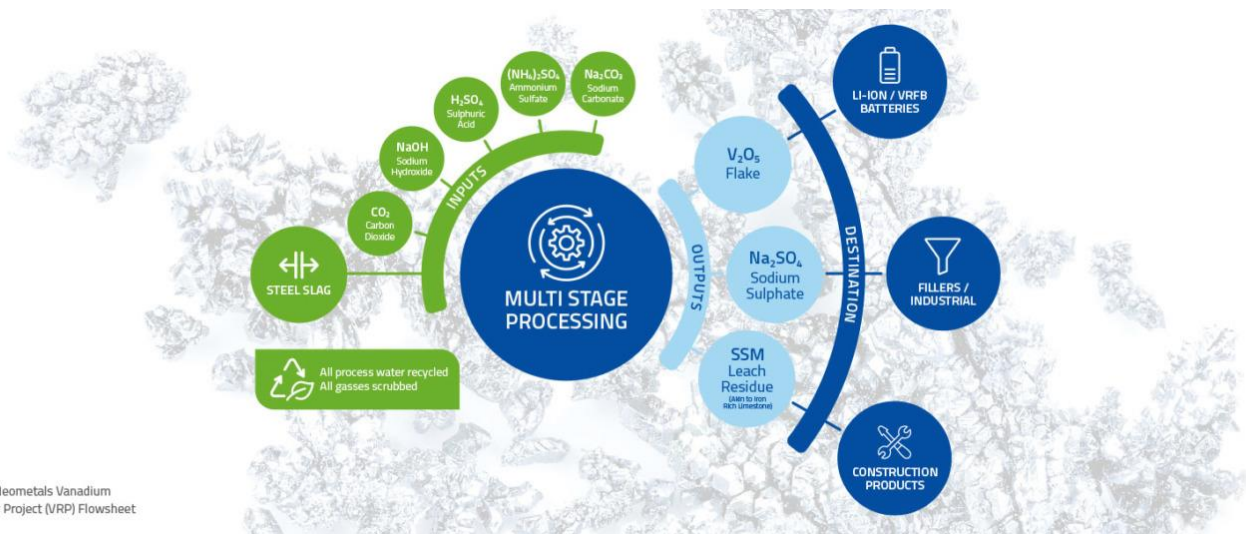 (NH₄)₂SO₄
Ammonium
Sulfate
Na₂CO₃
Sodium
Carbonate
H₂SO₄
Sulphuric
Acid
NaOH
Sodium
Hydroxide
CO₂
Carbon
Dioxide
STEEL SLAG
INPUTS
MULTI STAGE
PROCESSING
All process water recycled
All gasses scrubbed
OUTPUTS
V₂O₅
Flake
Na₂SO₄
Sodium
Sulphate
SSM
Leach
Residue
(Akin to Iron
Rich Limestone)
DESTINATION
LI-ION / VRFB
BATTERIES
FILLERS /
INDUSTRIAL
CONSTRUCTION
PRODUCTS
Vanadium
Project (VRP) Flowsheet